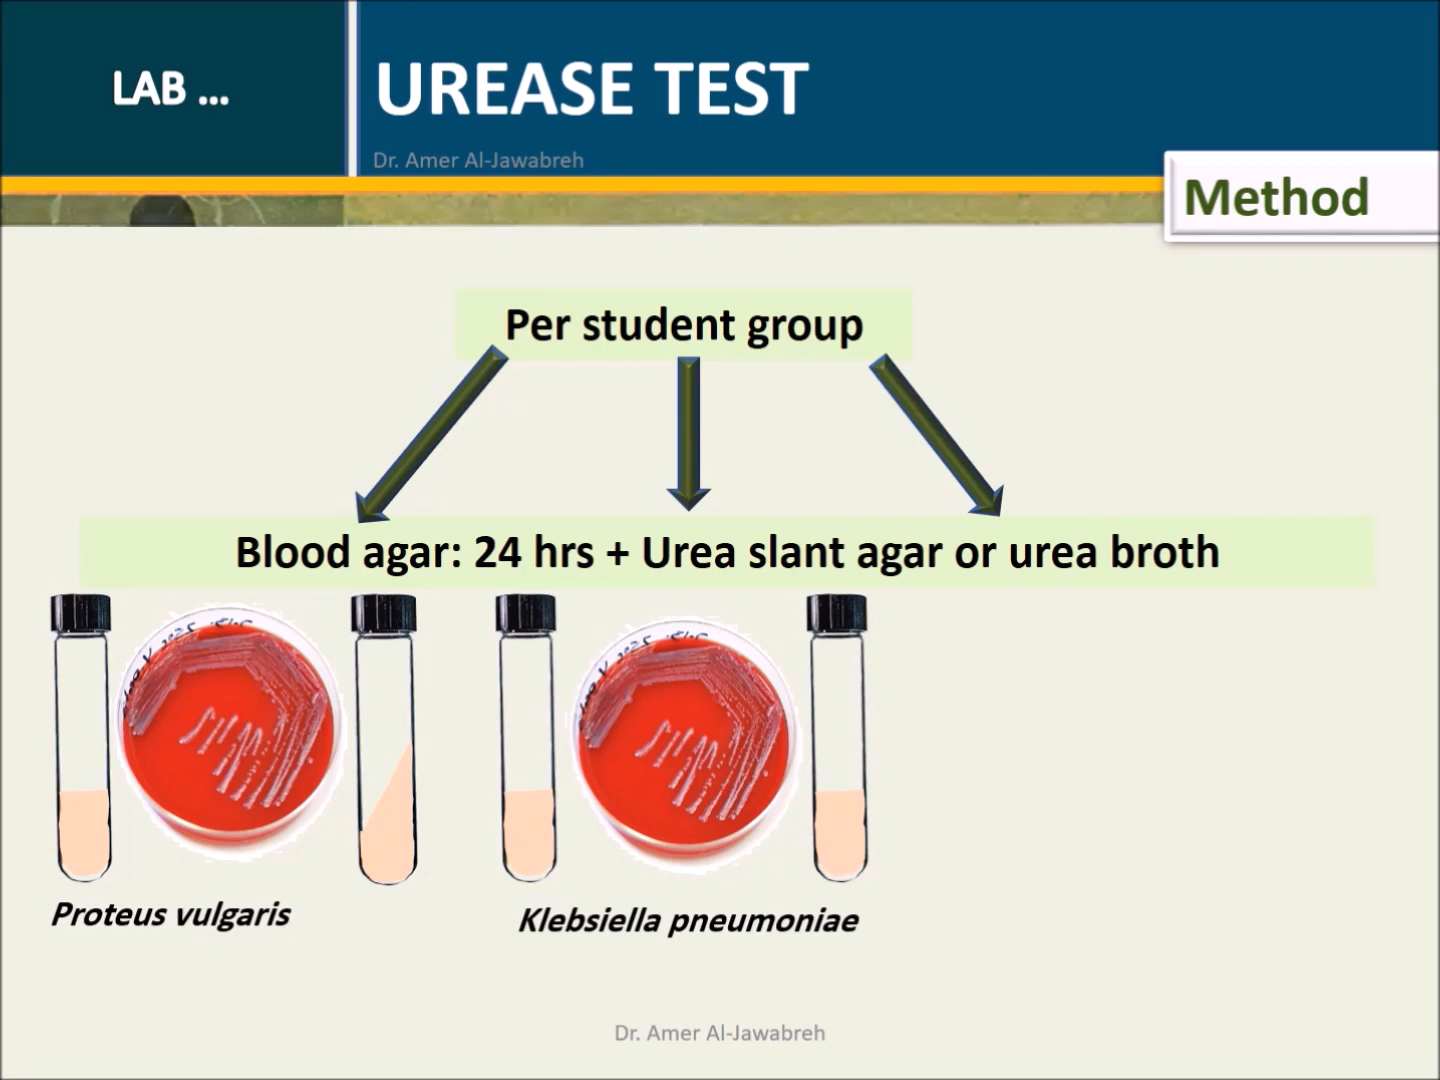 LAB ...
UREASE TEST
Dr. Amer Al-Jawabreh
Method
Per student group
Blood agar: 24 hrs + Urea slant agar or urea broth
Proteus vulgaris
Klebsiella pneumoniae
Dr. Amer Al-Jawabreh